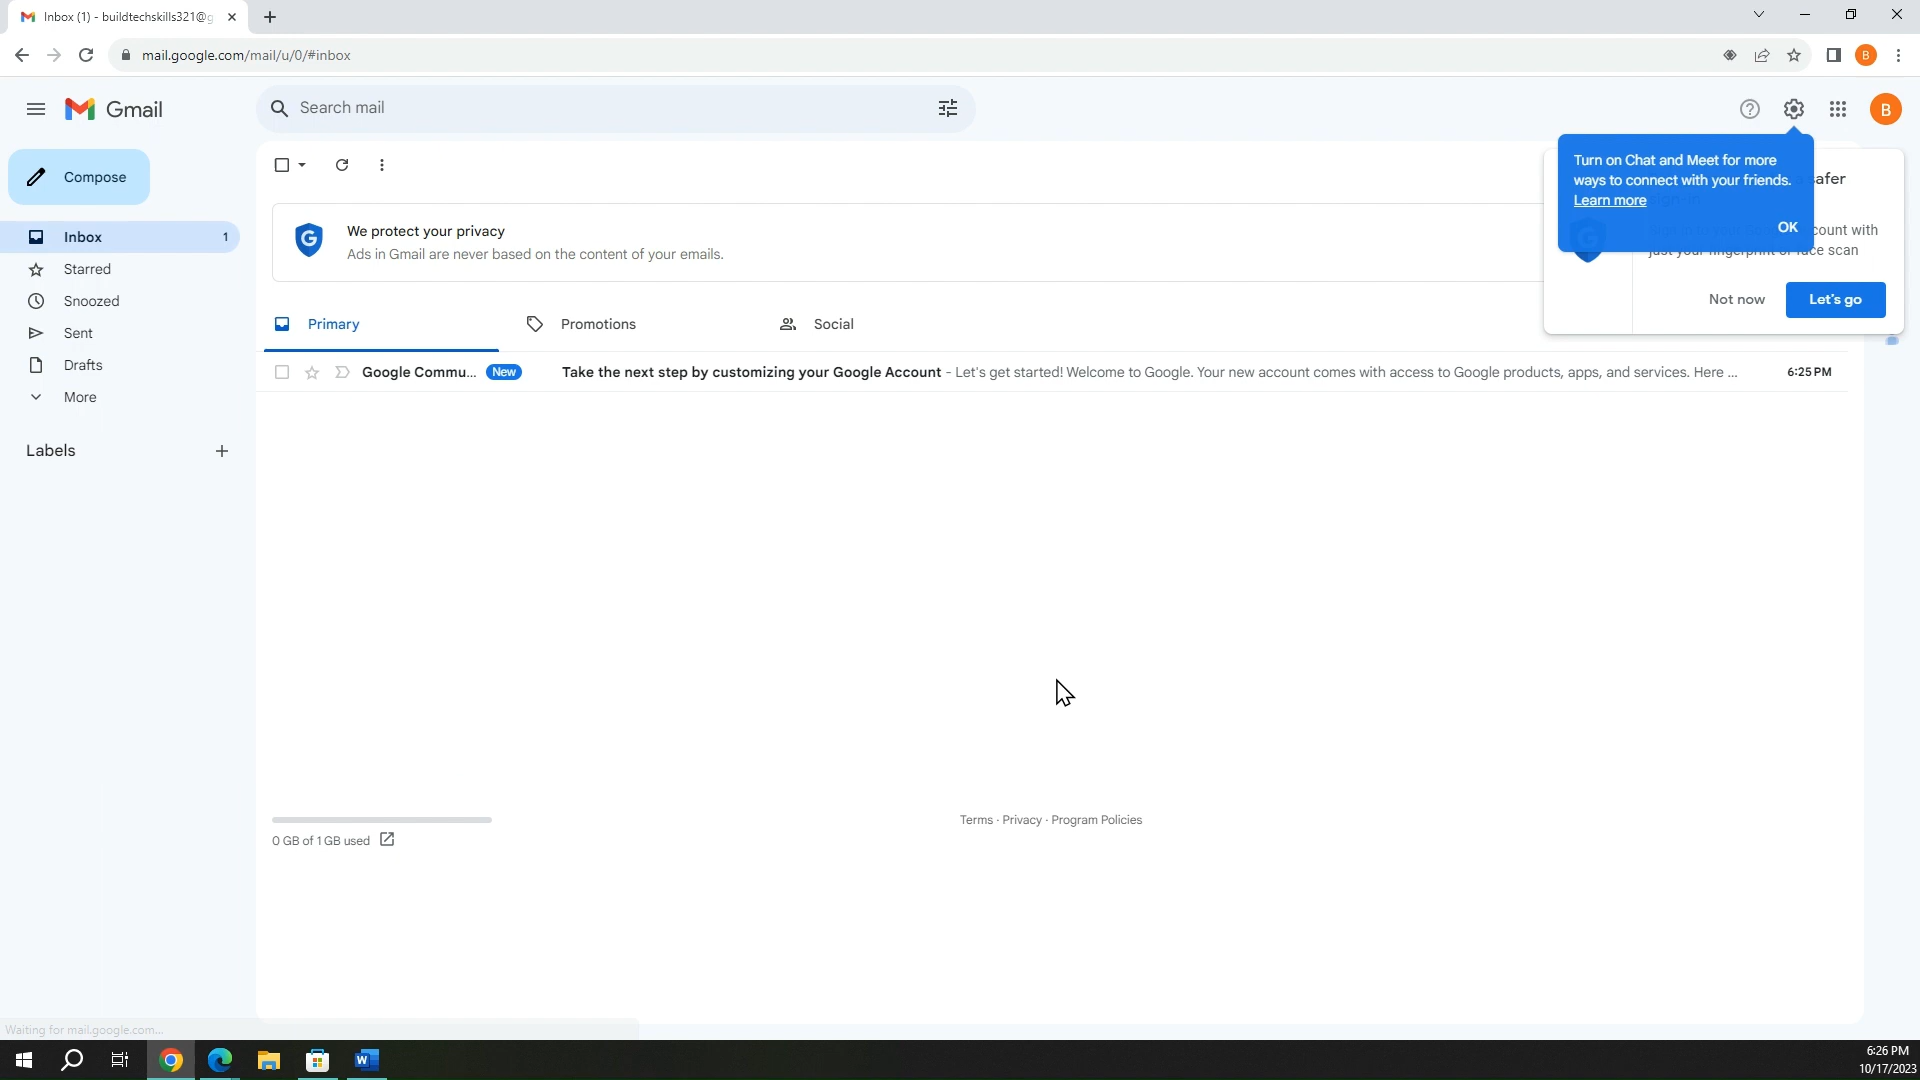 Inbox (1) - buildtechskills321@g
mail.google.com/mail/u/0/#inbox
B
Gmail
Search mail
B
Compose
Turn on Chat and Meet for more
ways to connect with your friends.
Learn more
OK
safer
count with
just your fingerprint or face scan
Not now
Let's go
Inbox 1
Starred
Snoozed
Sent
Drafts
More
Labels
We protect your privacy
Ads in Gmail are never based on the content of your emails.
Primary
Promotions
Social
Google Commu... New Take the next step by customizing your Google Account - Let's get started! Welcome to Google. Your new account comes with access to Google products, apps, and services. Here ... 6:25 PM
0 GB of 1 GB used
Terms · Privacy · Program Policies
Waiting for mail.google.com...
6:26 PM
10/17/2023